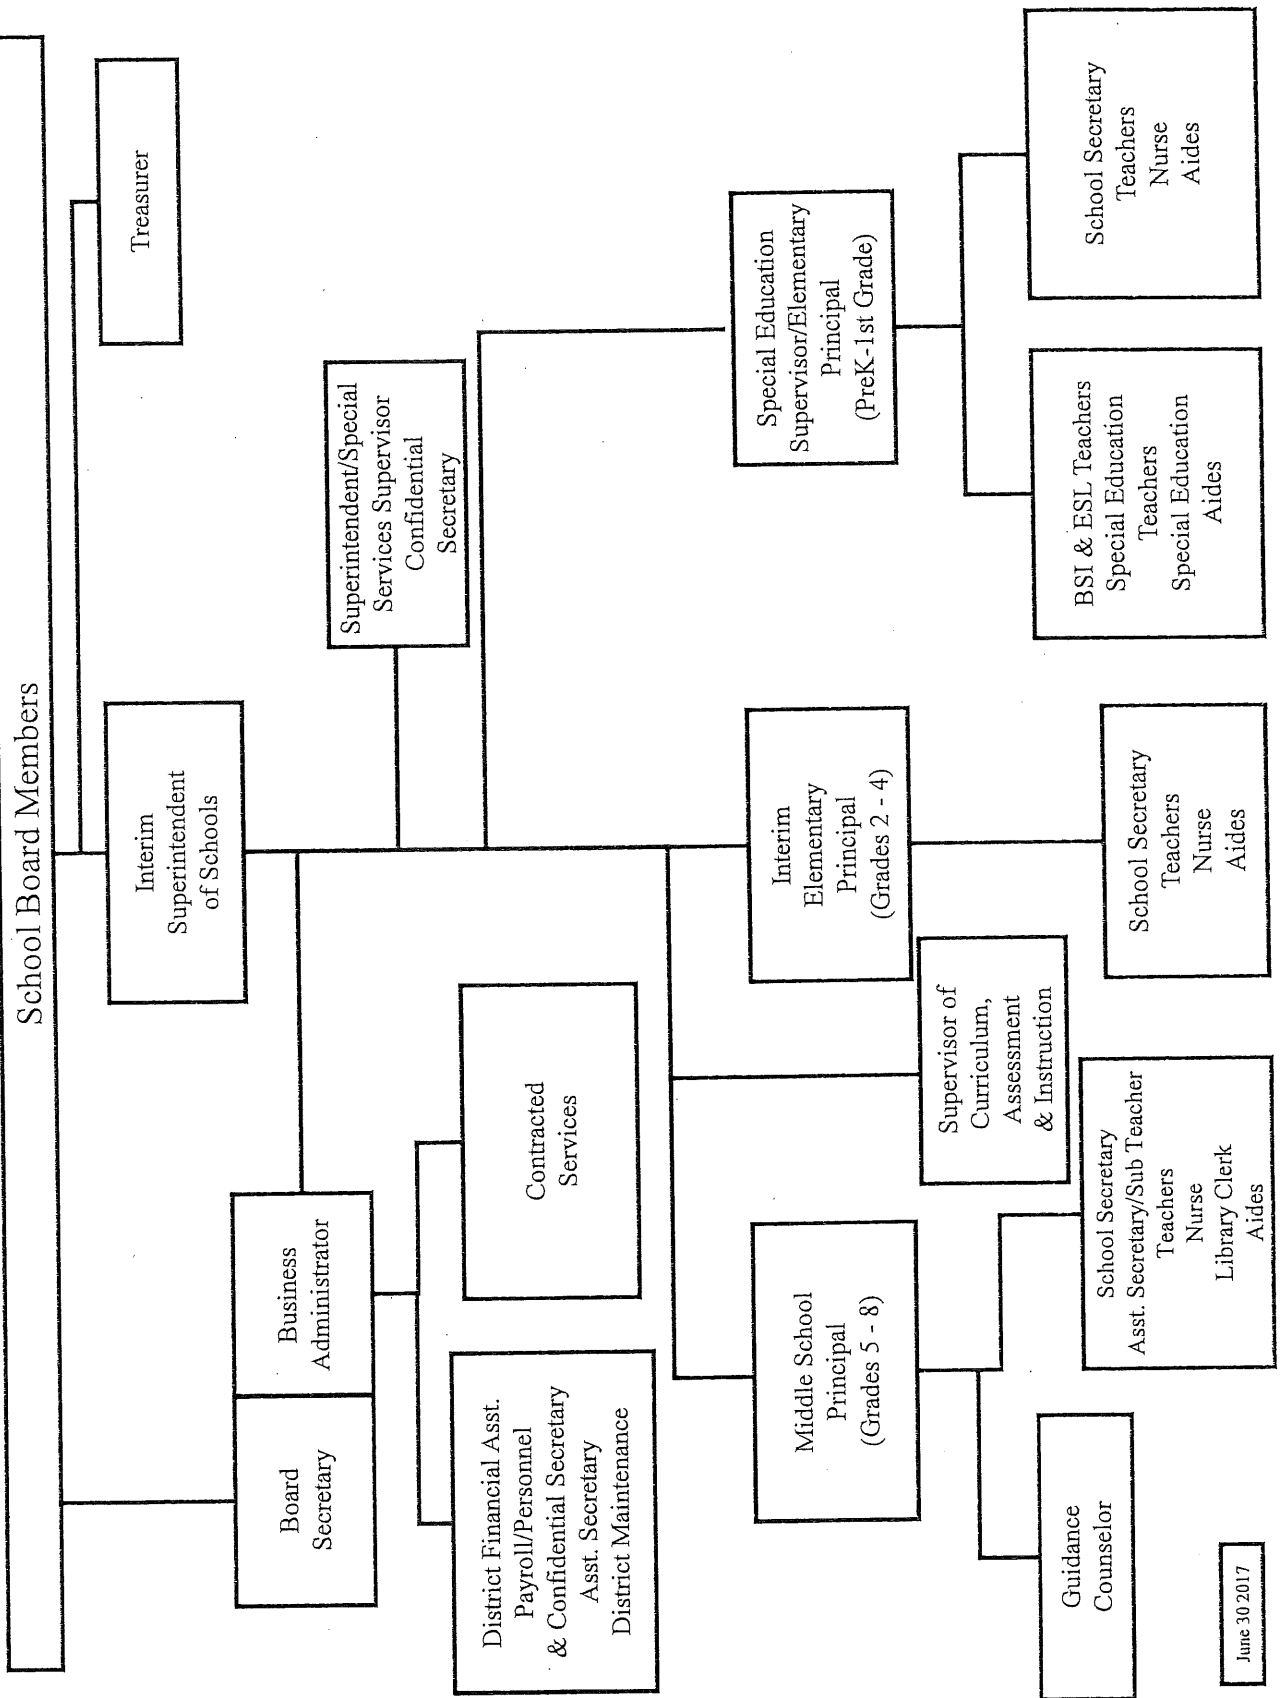 School Board Members
Treasurer
Interim
Superintendent
of Schools
Superintendent/Special
Services Supervisor
Confidential
Secretary
Board
Secretary
Business
Administrator
District Financial Asst.
Payroll/Personnel
& Confidential Secretary
Asst. Secretary
District Maintenance
Contracted
Services
Middle School
Principal
(Grades 5 - 8)
Supervisor of
Curriculum,
Assessment
& Instruction
Interim
Elementary
Principal
(Grades 2 - 4)
Special Education
Supervisor/Elementary
Principal
(PreK-1st Grade)
Guidance
Counselor
School Secretary
Asst. Secretary/Sub Teacher
Teachers
Nurse
Library Clerk
Aides
School Secretary
Teachers
Nurse
Aides
BSI & ESL Teachers
Special Education
Teachers
Special Education
Aides
School Secretary
Teachers
Nurse
Aides
June 30 2017